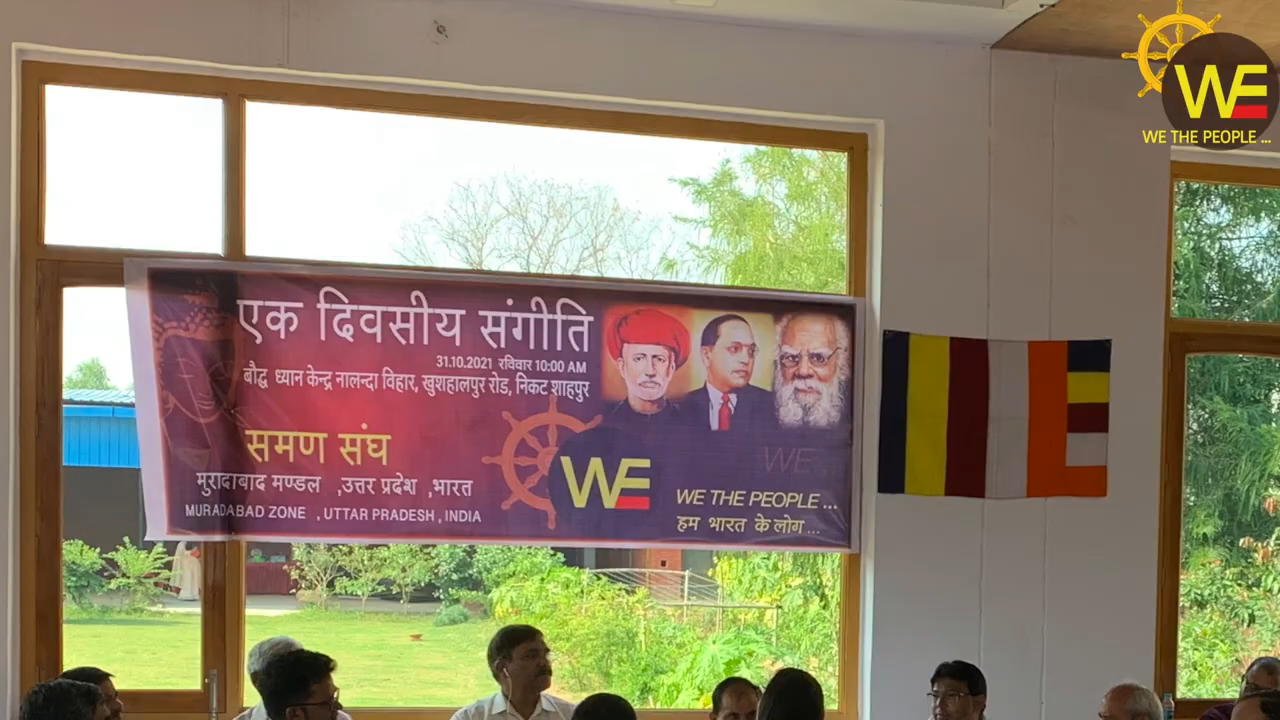 WE
WE THE PEOPLE ...
एक दिवसीय संगीति
31.10.2021 रविवार 10:00 AM
बौद्ध ध्यान केन्द्र नालन्दा विहार, खुशहालपुर रोड, निकट शाहपुर
समण संघ
मुरादाबाद मण्डल ,उत्तर प्रदेश ,भारत
MURADABAD ZONE , UTTAR PRADESH , INDIA
WE
WE...
WE THE PEOPLE ...
हम भारत के लोग ...